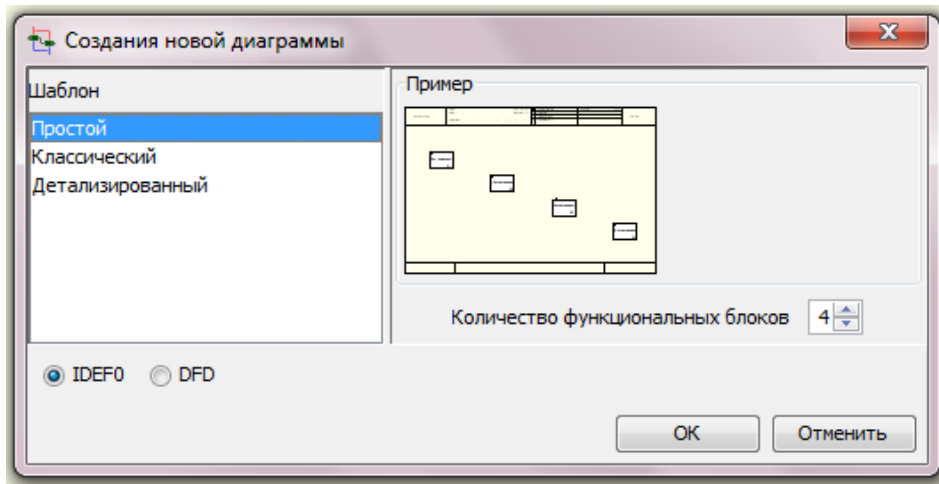 Создания новой диаграммы
Шаблон
Простой
Классический
Детализированный
Пример
Количество функциональных блоков 4
IDEF0 DFD
OK Отменить